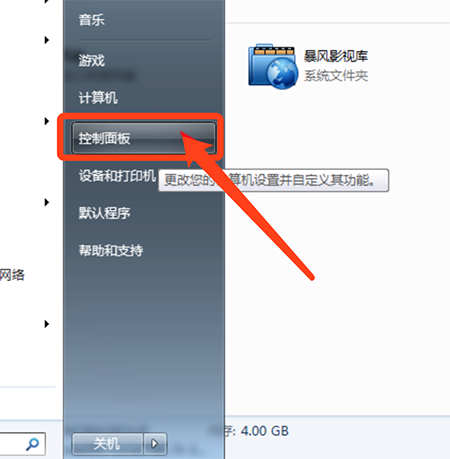 音乐
游戏
计算机
控制面板
设备和打印机
更改您的计算机设置并自定义其功能。
默认程序
帮助和支持
关机
暴风影视库
系统文件夹
网络
存: 4.00 GB